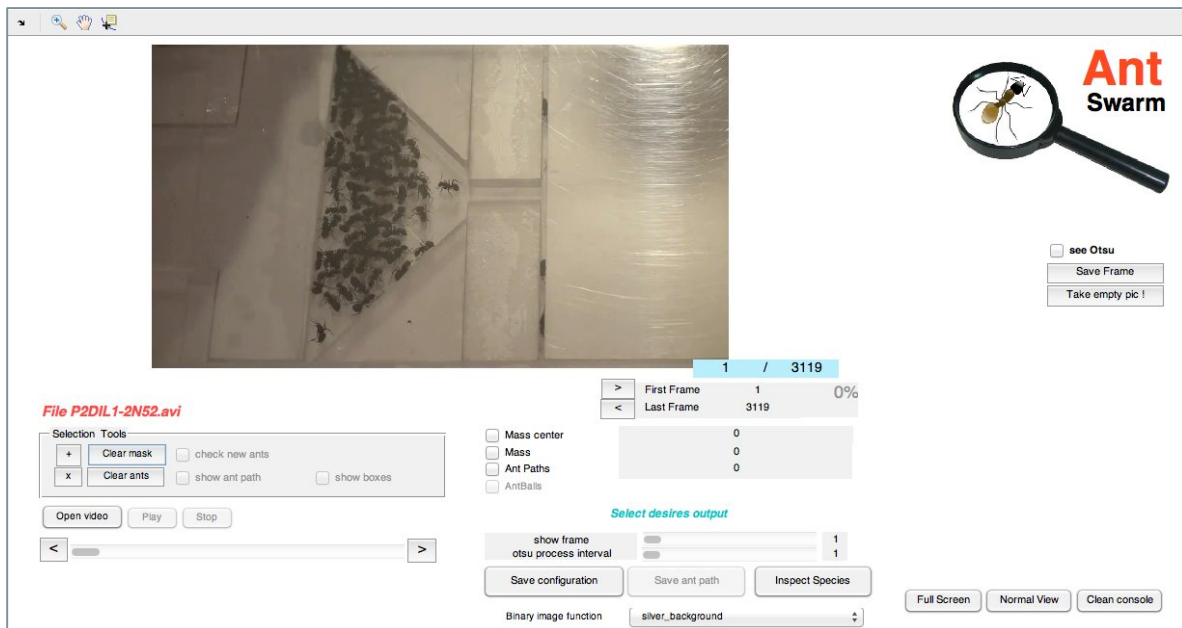 Ant
Swarm
see Otsu
Save Frame
Take empty pic !
1 / 3119
> First Frame 1 0%
< Last Frame 3119
File P2DIL1-2N52.avi
Selection Tools
+ Clear mask check new ants
x Clear ants show ant path show boxes
Mass center 0
Mass 0
Ant Paths 0
AntBalls
Open video Play Stop
Select desires output
< >
show frame 1
otsu process interval 1
Save configuration Save ant path Inspect Species
Full Screen Normal View Clean console
Binary image function silver_background